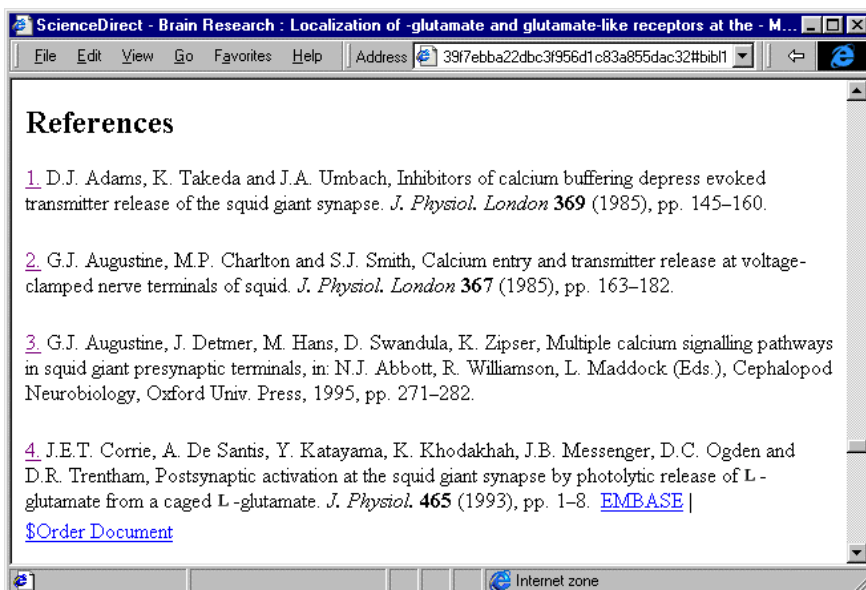 ScienceDirect - Brain Research : Localization of -glutamate and glutamate-like receptors at the - M...
File Edit View Go Favorites Help Address 39f7ebba22dbc3f956d1c83a855dac32#bibl1
References
1. D.J. Adams, K. Takeda and J.A. Umbach, Inhibitors of calcium buffering depress evoked
transmitter release of the squid giant synapse. J. Physiol. London 369 (1985), pp. 145–160.
2. G.J. Augustine, M.P. Charlton and S.J. Smith, Calcium entry and transmitter release at voltage-
clamped nerve terminals of squid. J. Physiol. London 367 (1985), pp. 163–182.
3. G.J. Augustine, J. Detmer, M. Hans, D. Swandula, K. Zipser, Multiple calcium signalling pathways
in squid giant presynaptic terminals, in: N.J. Abbott, R. Williamson, L. Maddock (Eds.), Cephalopod
Neurobiology, Oxford Univ. Press, 1995, pp. 271–282.
4. J.E.T. Corrie, A. De Santis, Y. Katayama, K. Khodakhah, J.B. Messenger, D.C. Ogden and
D.R. Trentham, Postsynaptic activation at the squid giant synapse by photolytic release of L -
glutamate from a caged L -glutamate. J. Physiol. 465 (1993), pp. 1–8. EMBASE |
$Order Document
Internet zone